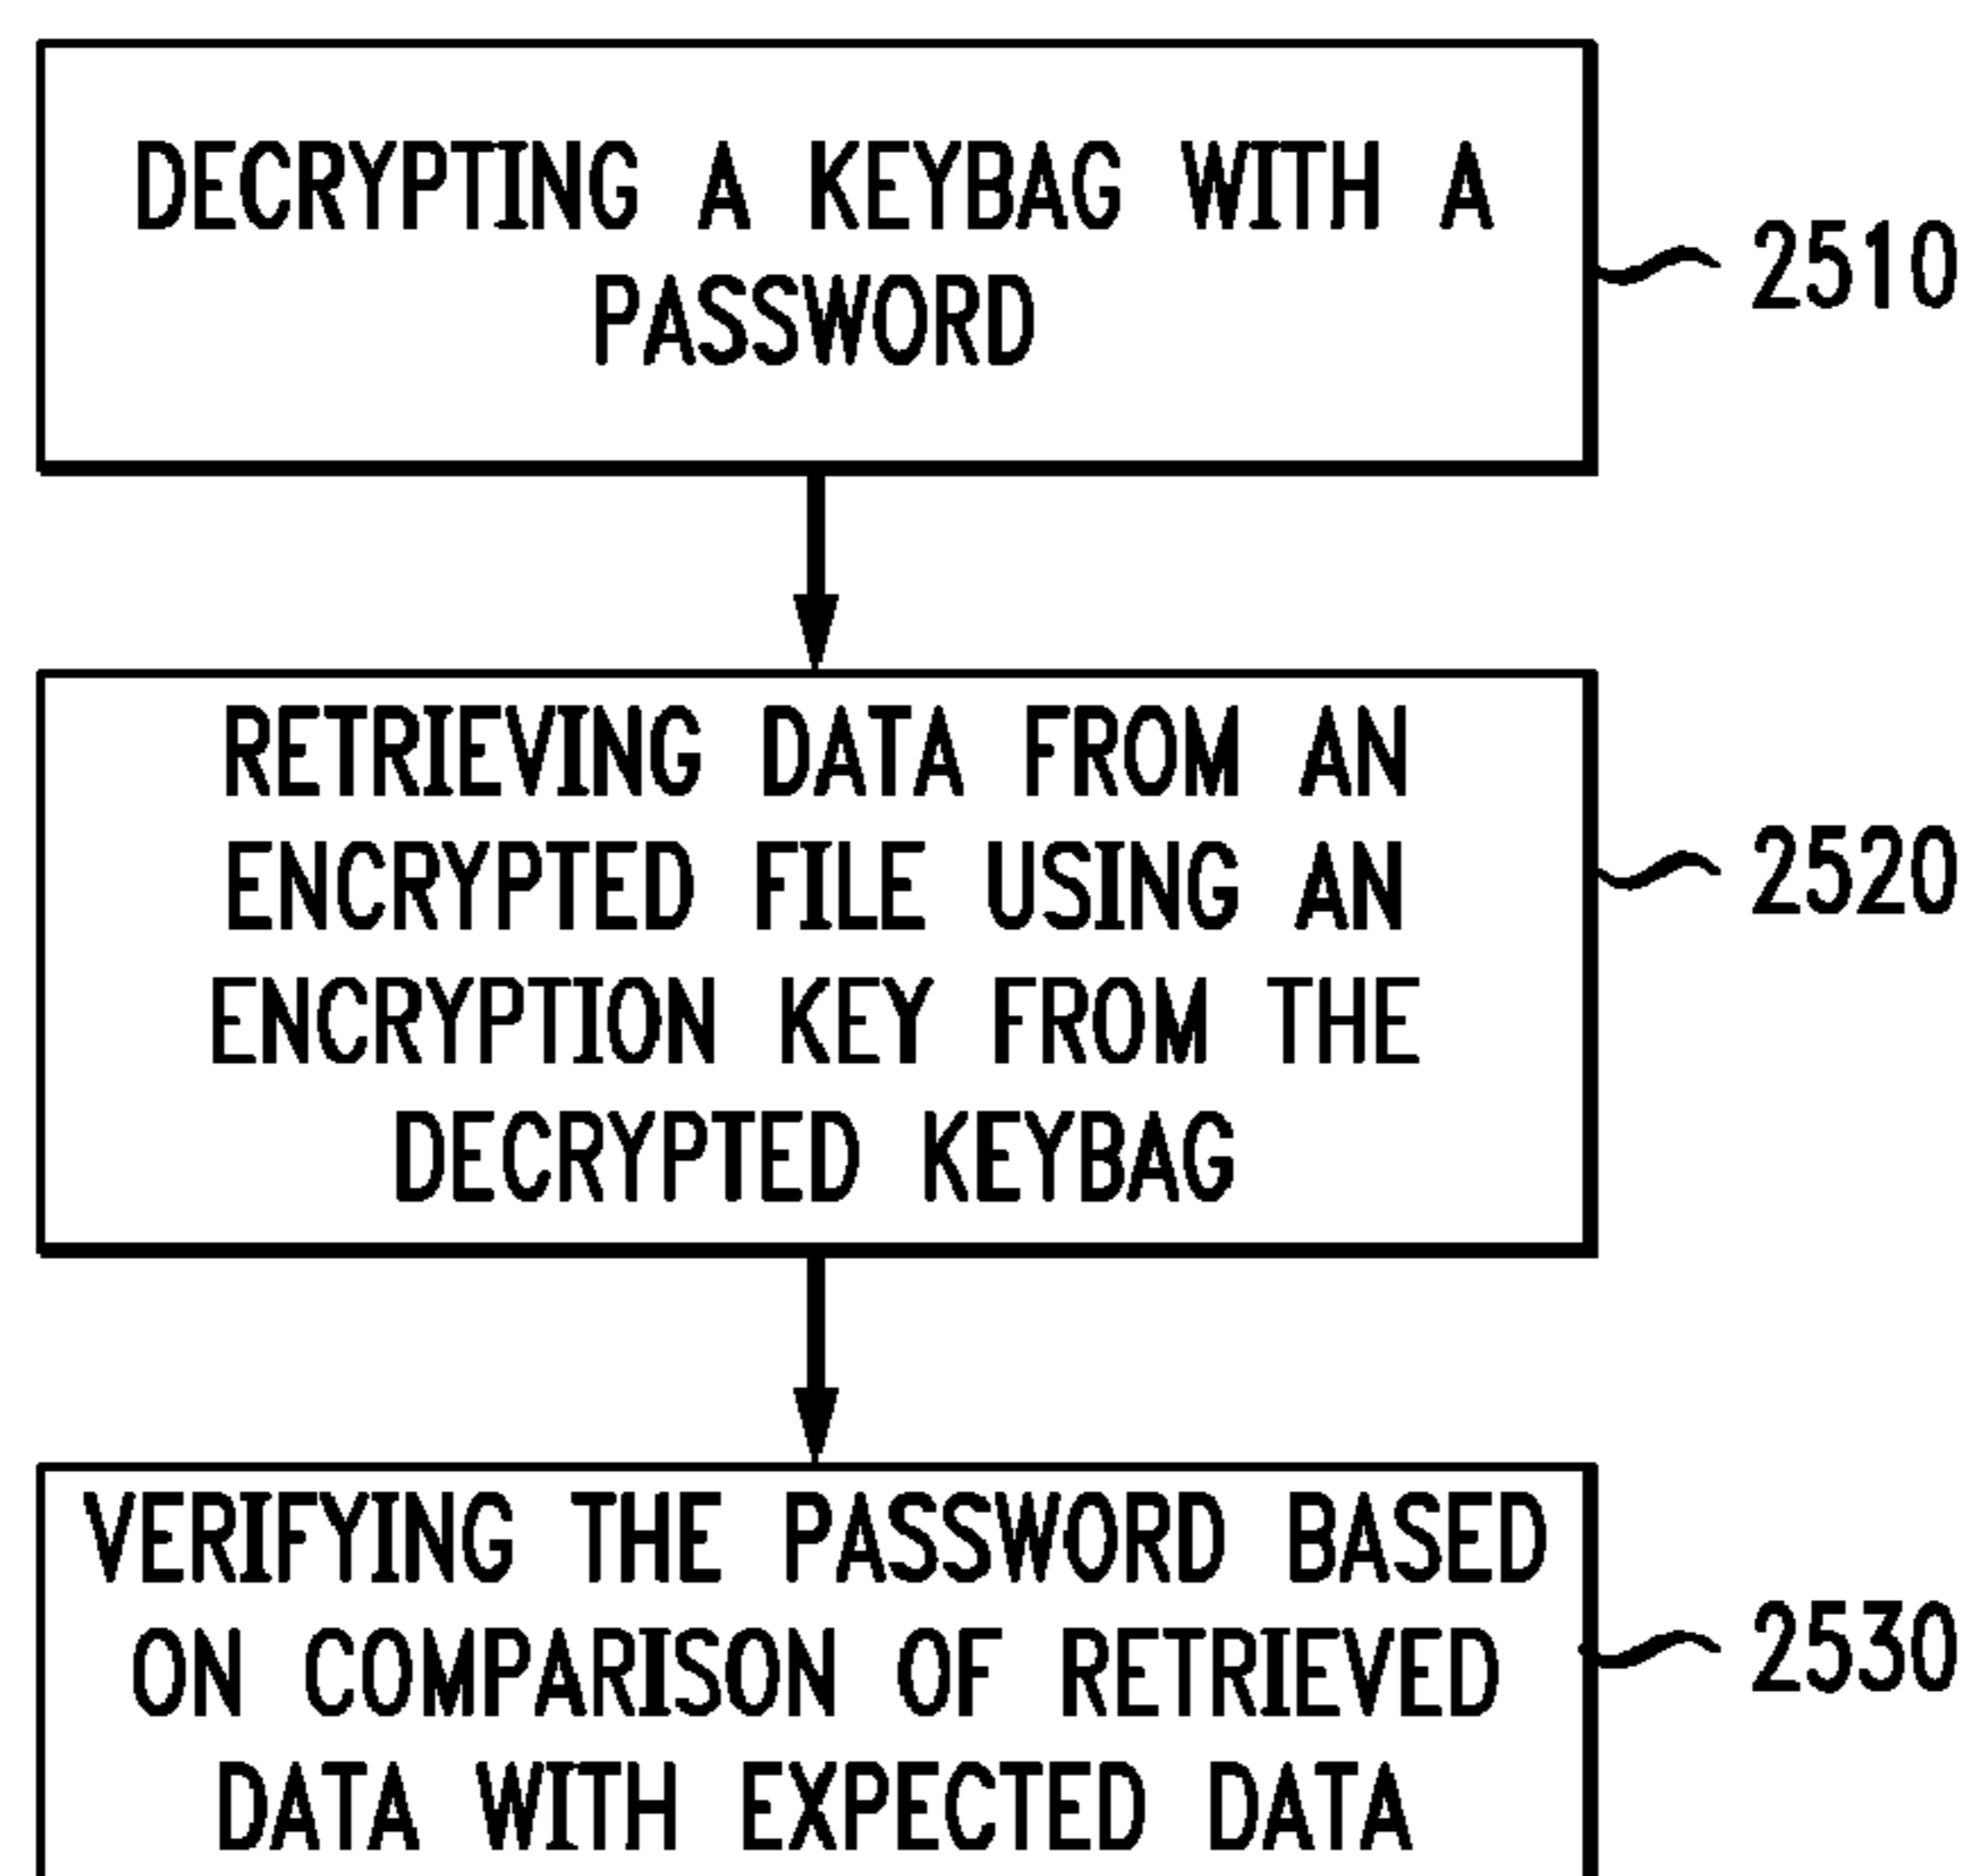 DECRYPTING A KEYBAG WITH A
PASSWORD
2510
RETRIEVING DATA FROM AN
ENCRYPTED FILE USING AN
ENCRYPTION KEY FROM THE
DECRYPTED KEYBAG
2520
VERIFYING THE PASSWORD BASED
ON COMPARISON OF RETRIEVED
DATA WITH EXPECTED DATA
2530